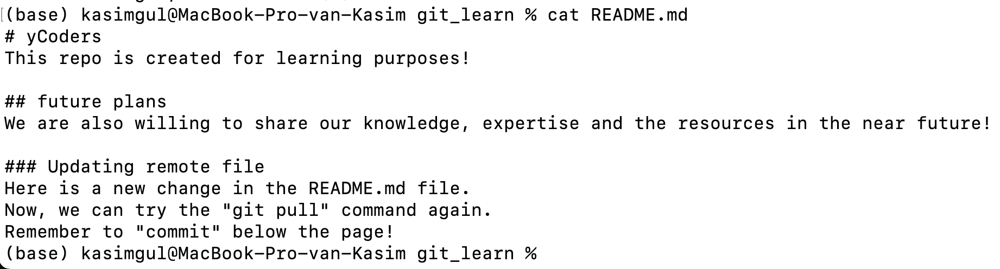 (base) kasimgul@MacBook-Pro-van-Kasim git_learn % cat README.md
# yCoders
This repo is created for learning purposes!
## future plans
We are also willing to share our knowledge, expertise and the resources in the near future!
### Updating remote file
Here is a new change in the README.md file.
Now, we can try the "git pull" command again.
Remember to "commit" below the page!
(base) kasimgul@MacBook-Pro-van-Kasim git_learn %